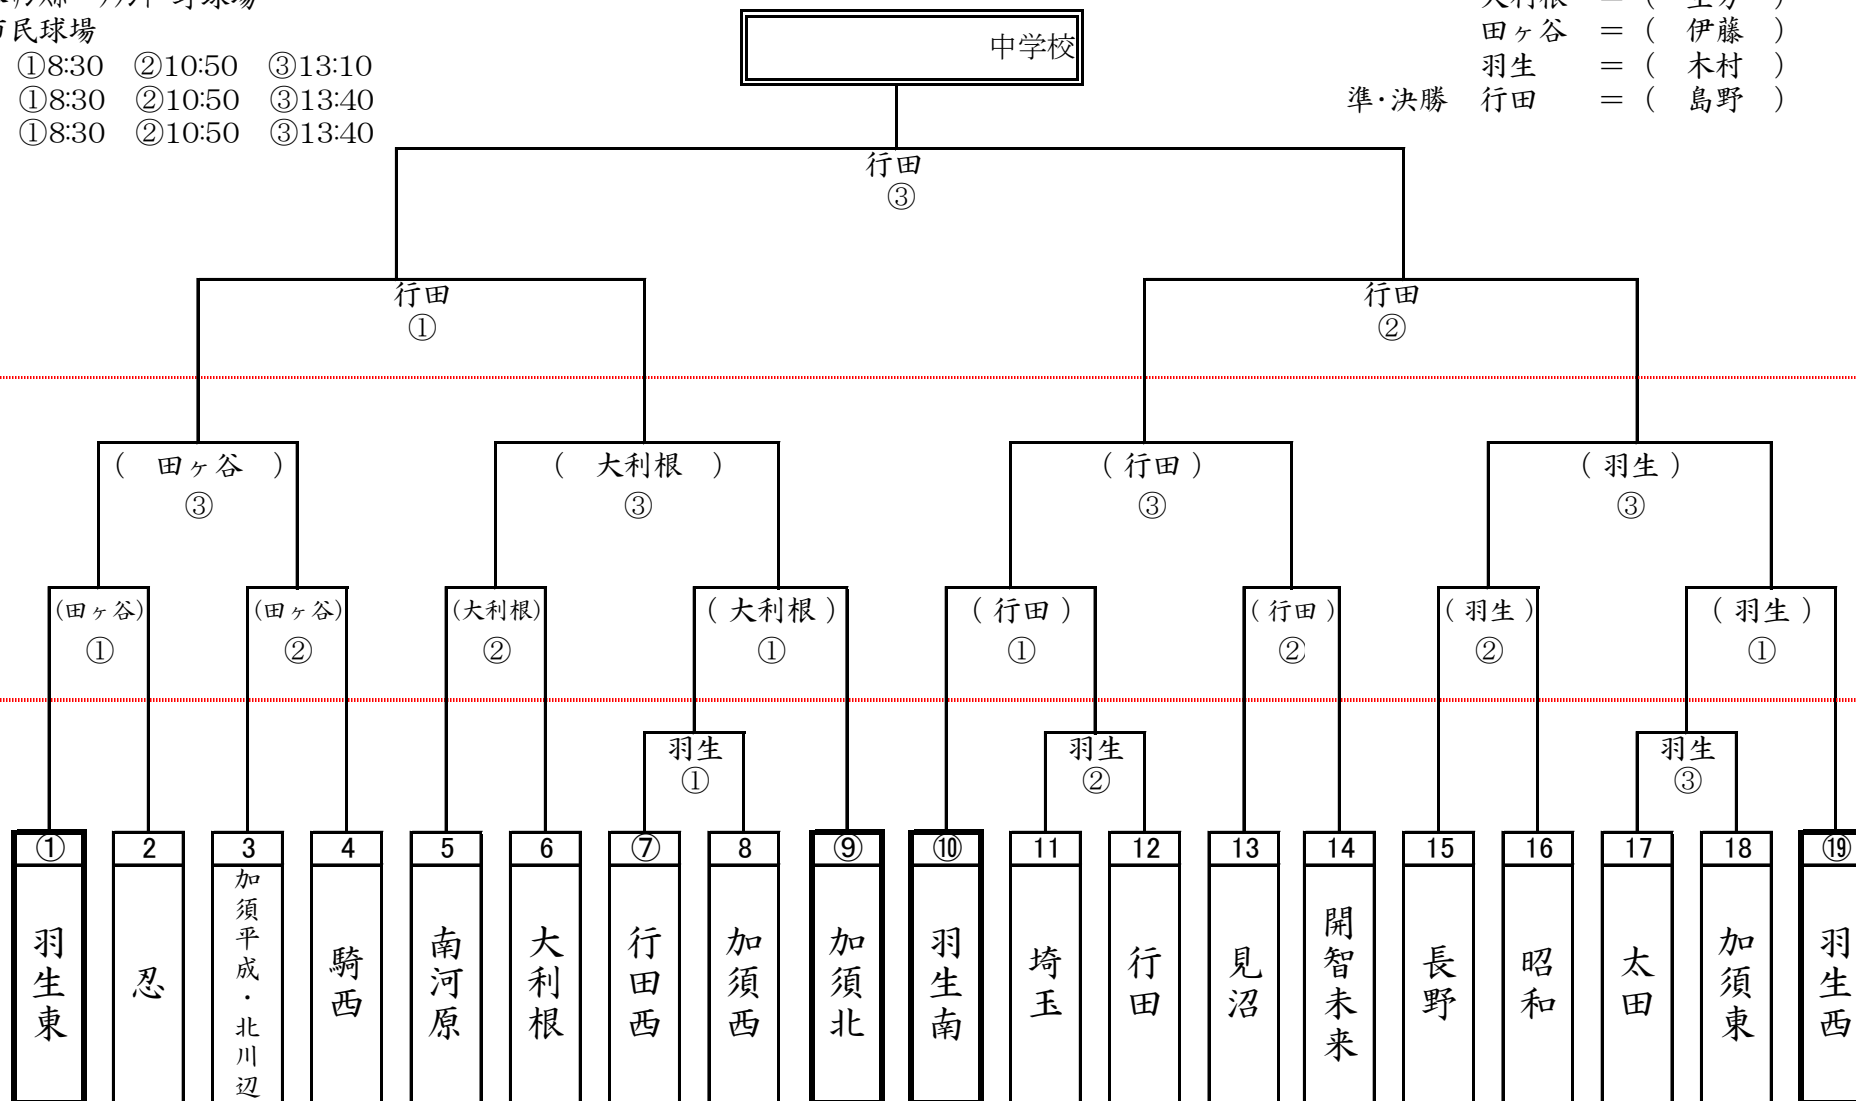 市民球場
①8:30 ②10:50 ③13:10
①8:30 ②10:50 ③13:40
①8:30 ②10:50 ③13:40
中学校
大利根 = (
田ヶ谷 = ( 伊藤 )
羽生 = ( 木村 )
準・決勝 行田 = ( 島野 )
行田
③
行田
①
行田
②
( 田ヶ谷 )
③
( 大利根 )
③
( 行田 )
③
( 羽生 )
③
(田ヶ谷)
①
(田ヶ谷)
②
(大利根)
②
( 大利根 )
①
( 行田 )
①
( 行田 )
②
( 羽生 )
②
( 羽生 )
①
羽生
①
羽生
②
羽生
③
① 2 3 4 5 6 ⑦ 8 ⑨ ⑩ 11 12 13 14 15 16 17 18 ⑲
羽生東
忍
加須平成・北川辺
騎西
南河原
大利根
行田西
加須西
加須北
羽生南
埼玉
行田
見沼
開智未来
長野
昭和
太田
加須東
羽生西